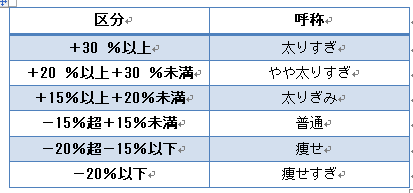 区分 呼称
＋30 ％以上 太りすぎ
＋20 ％以上＋30 ％未満 やや太りすぎ
＋15％以上＋20％未満 太りぎみ
－15％超＋15％未満 普通
－20％超－15％以下 痩せ
－20％以下 痩せすぎ